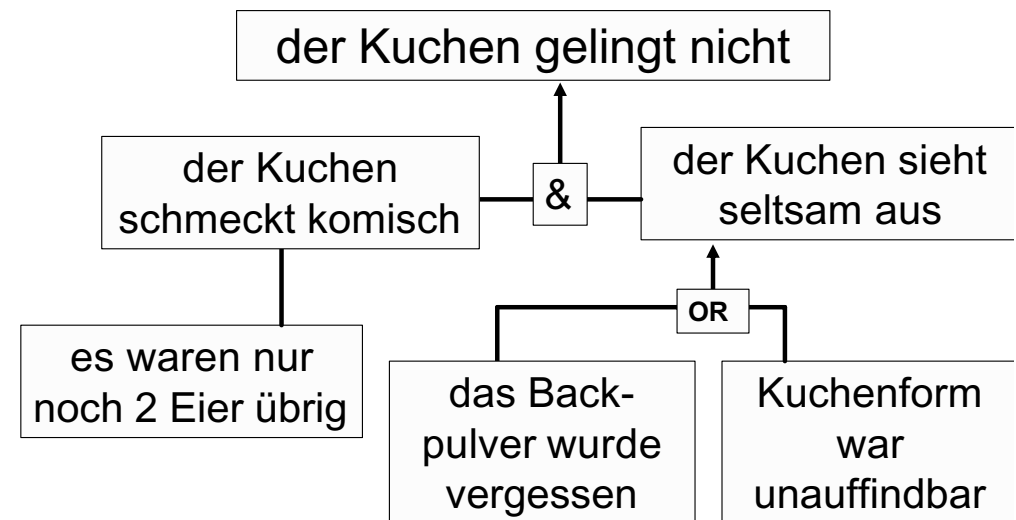 der Kuchen gelingt nicht
der Kuchen
schmeckt komisch
&
der Kuchen sieht
seltsam aus
OR
es waren nur
noch 2 Eier übrig
das Back-
pulver wurde
vergessen
Kuchenform
war
unauffindbar